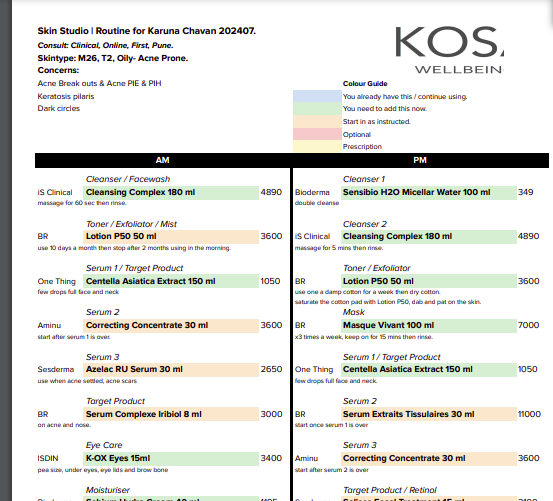 Skin Studio | Routine for Karuna Chavan 202407.
Consult: Clinical, Online, First, Pune.
Skintype: M26, T2, Oily- Acne Prone.
Concerns:
Acne Break outs & Acne PIE & PIH
Keratosis pilaris
Dark circles
KOS
WELLBEIN
Colour Guide
You already have this / continue using.
You need to add this now.
Start in as instructed.
Optional
Prescription
AM
Cleanser / Facewash
iS Clinical Cleansing Complex 180 ml 4890
massage for 60 sec then rinse.
Toner / Exfoliator / Mist
BR Lotion P50 50 ml 3600
use 10 days a month then stop after 2 months using in the morning.
Serum 1 / Target Product
One Thing Centella Asiatica Extract 150 ml 1050
few drops full face and neck
Serum 2
Aminu Correcting Concentrate 30 ml 3600
start after serum 1 is over.
Serum 3
Sesderma Azelac RU Serum 30 ml 2650
use when acne settled, acne scars
Target Product
BR Serum Complexe Iribiol 8 ml 3000
on acne and nose.
Eye Care
ISDIN K-OX Eyes 15ml 3400
pea size, under eyes, eye lids and brow bone
Moisturiser
PM
Cleanser 1
Bioderma Sensibio H2O Micellar Water 100 ml 349
double cleanse
Cleanser 2
iS Clinical Cleansing Complex 180 ml 4890
massage for 5 mins then rinse.
Toner / Exfoliator
BR Lotion P50 50 ml 3600
use one a damp cotton for a week then dry cotton.
saturate the cotton pad with Lotion P50, dab and pat on the skin.
Mask
BR Masque Vivant 100 ml 7000
x3 times a week, keep on for 15 mins then rinse.
Serum 1 / Target Product
One Thing Centella Asiatica Extract 150 ml 1050
few drops full face and neck.
Serum 2
BR Serum Extraits Tissulaires 30 ml 11000
start once serum 1 is over
Serum 3
Aminu Correcting Concentrate 30 ml 3600
start after serum 2 is over
Target Product / Retinol